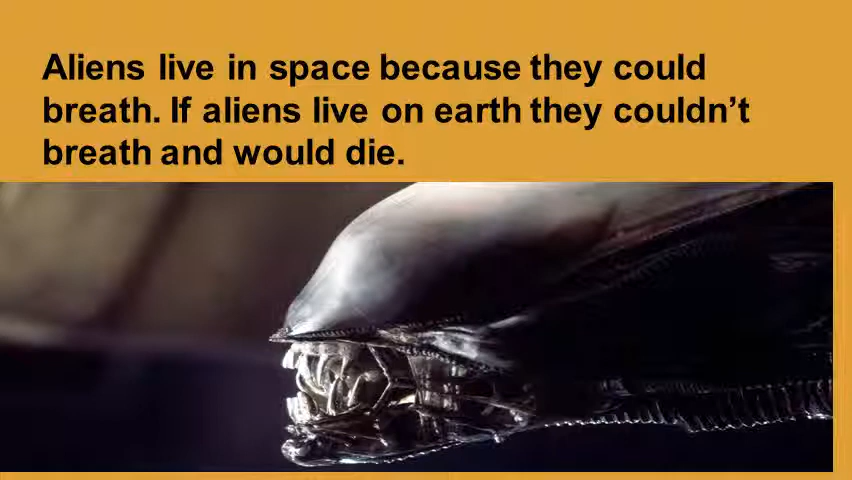 Aliens live in space because they could
breath. If aliens live on earth they couldn’t
breath and would die.